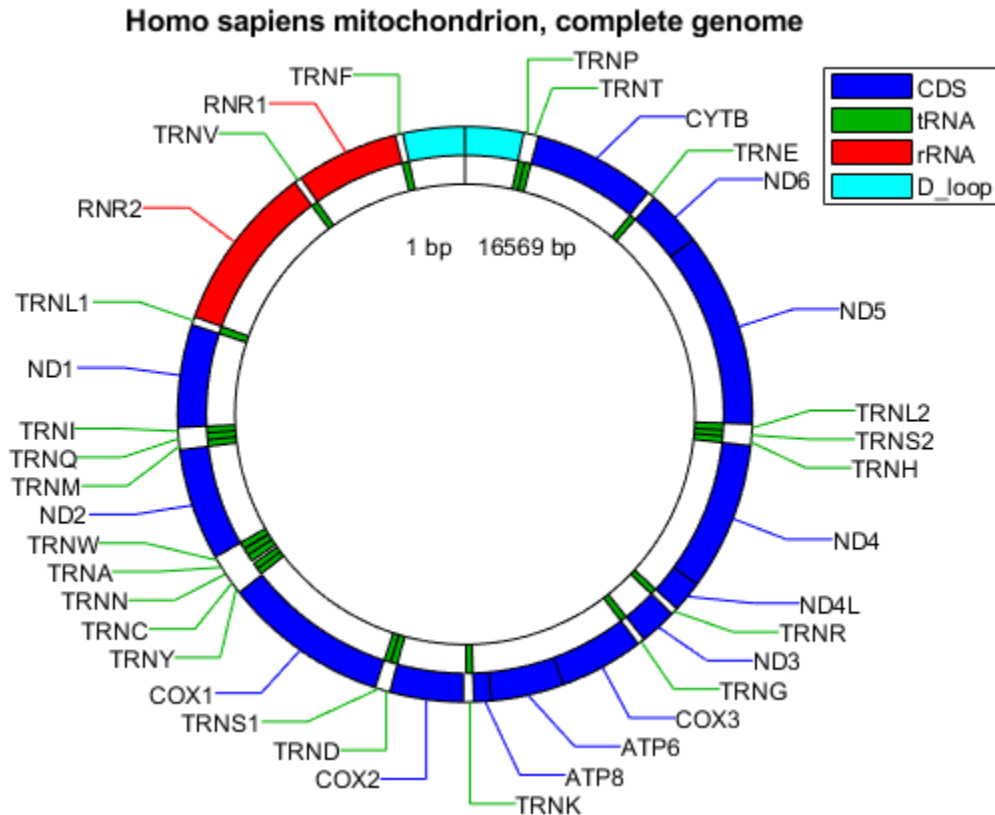 Homo sapiens mitochondrion, complete genome
CDS
tRNA
rRNA
D_loop
TRNP
TRNT
CYTB
TRNE
ND6
ND5
TRNL2
TRNS2
TRNH
ND4
ND4L
TRNR
ND3
TRNG
COX3
ATP6
ATP8
TRNK
COX2
TRND
TRNS1
COX1
TRNY
TRNC
TRNN
TRNA
TRNW
ND2
TRNM
TRNQ
TRNI
ND1
TRNL1
RNR2
TRNV
RNR1
TRNF
1 bp 16569 bp